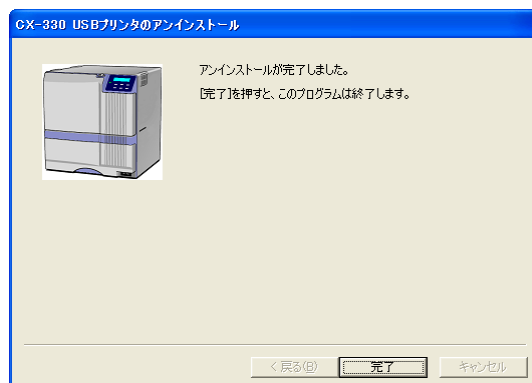 CX-330 USBプリンタのアンインストール
アンインストールが完了しました。
[完了]を押すと、このプログラムは終了します。
< 戻る(B)
完了
キャンセル